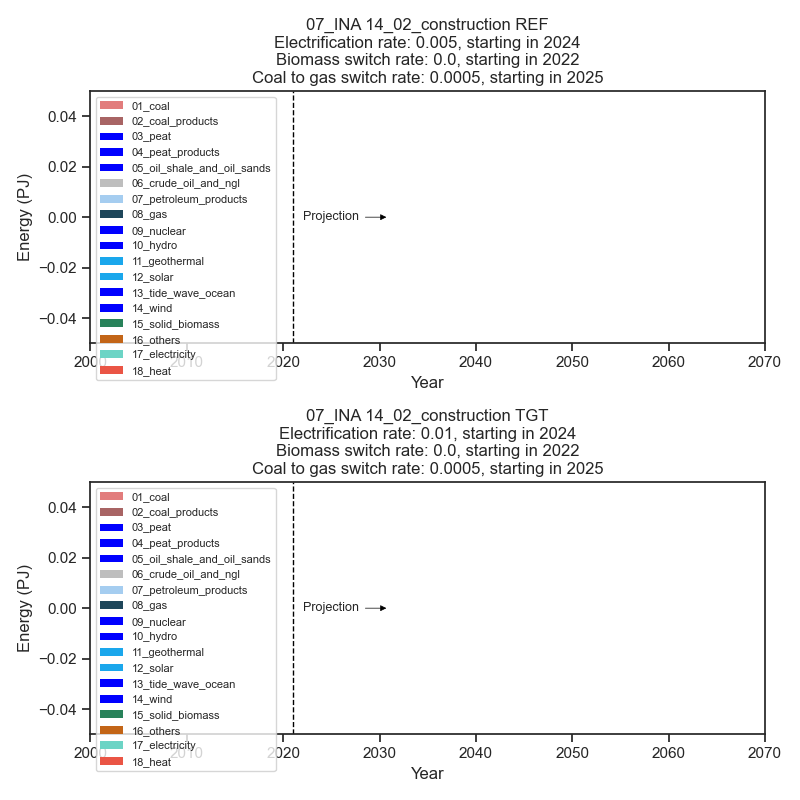 07_INA 14_02_construction REF
Electrification rate: 0.005, starting in 2024
Biomass switch rate: 0.0, starting in 2022
Coal to gas switch rate: 0.0005, starting in 2025
Energy (PJ)
0.04
0.02
0.00
−0.02
−0.04
01_coal
02_coal_products
03_peat
04_peat_products
05_oil_shale_and_oil_sands
06_crude_oil_and_ngl
07_petroleum_products
08_gas
09_nuclear
10_hydro
11_geothermal
12_solar
13_tide_wave_ocean
14_wind
15_solid_biomass
16_others
17_electricity
18_heat
Projection
2000 2010 2020 2030 2040 2050 2060 2070
Year
07_INA 14_02_construction TGT
Electrification rate: 0.01, starting in 2024
Biomass switch rate: 0.0, starting in 2022
Coal to gas switch rate: 0.0005, starting in 2025
Energy (PJ)
0.04
0.02
0.00
−0.02
−0.04
01_coal
02_coal_products
03_peat
04_peat_products
05_oil_shale_and_oil_sands
06_crude_oil_and_ngl
07_petroleum_products
08_gas
09_nuclear
10_hydro
11_geothermal
12_solar
13_tide_wave_ocean
14_wind
15_solid_biomass
16_others
17_electricity
18_heat
Projection
2000 2010 2020 2030 2040 2050 2060 2070
Year